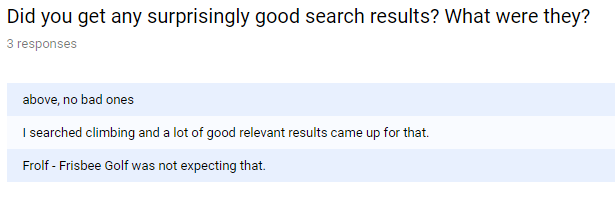 Did you get any surprisingly good search results? What were they?
3 responses
above, no bad ones
I searched climbing and a lot of good relevant results came up for that.
Frolf - Frisbee Golf was not expecting that.